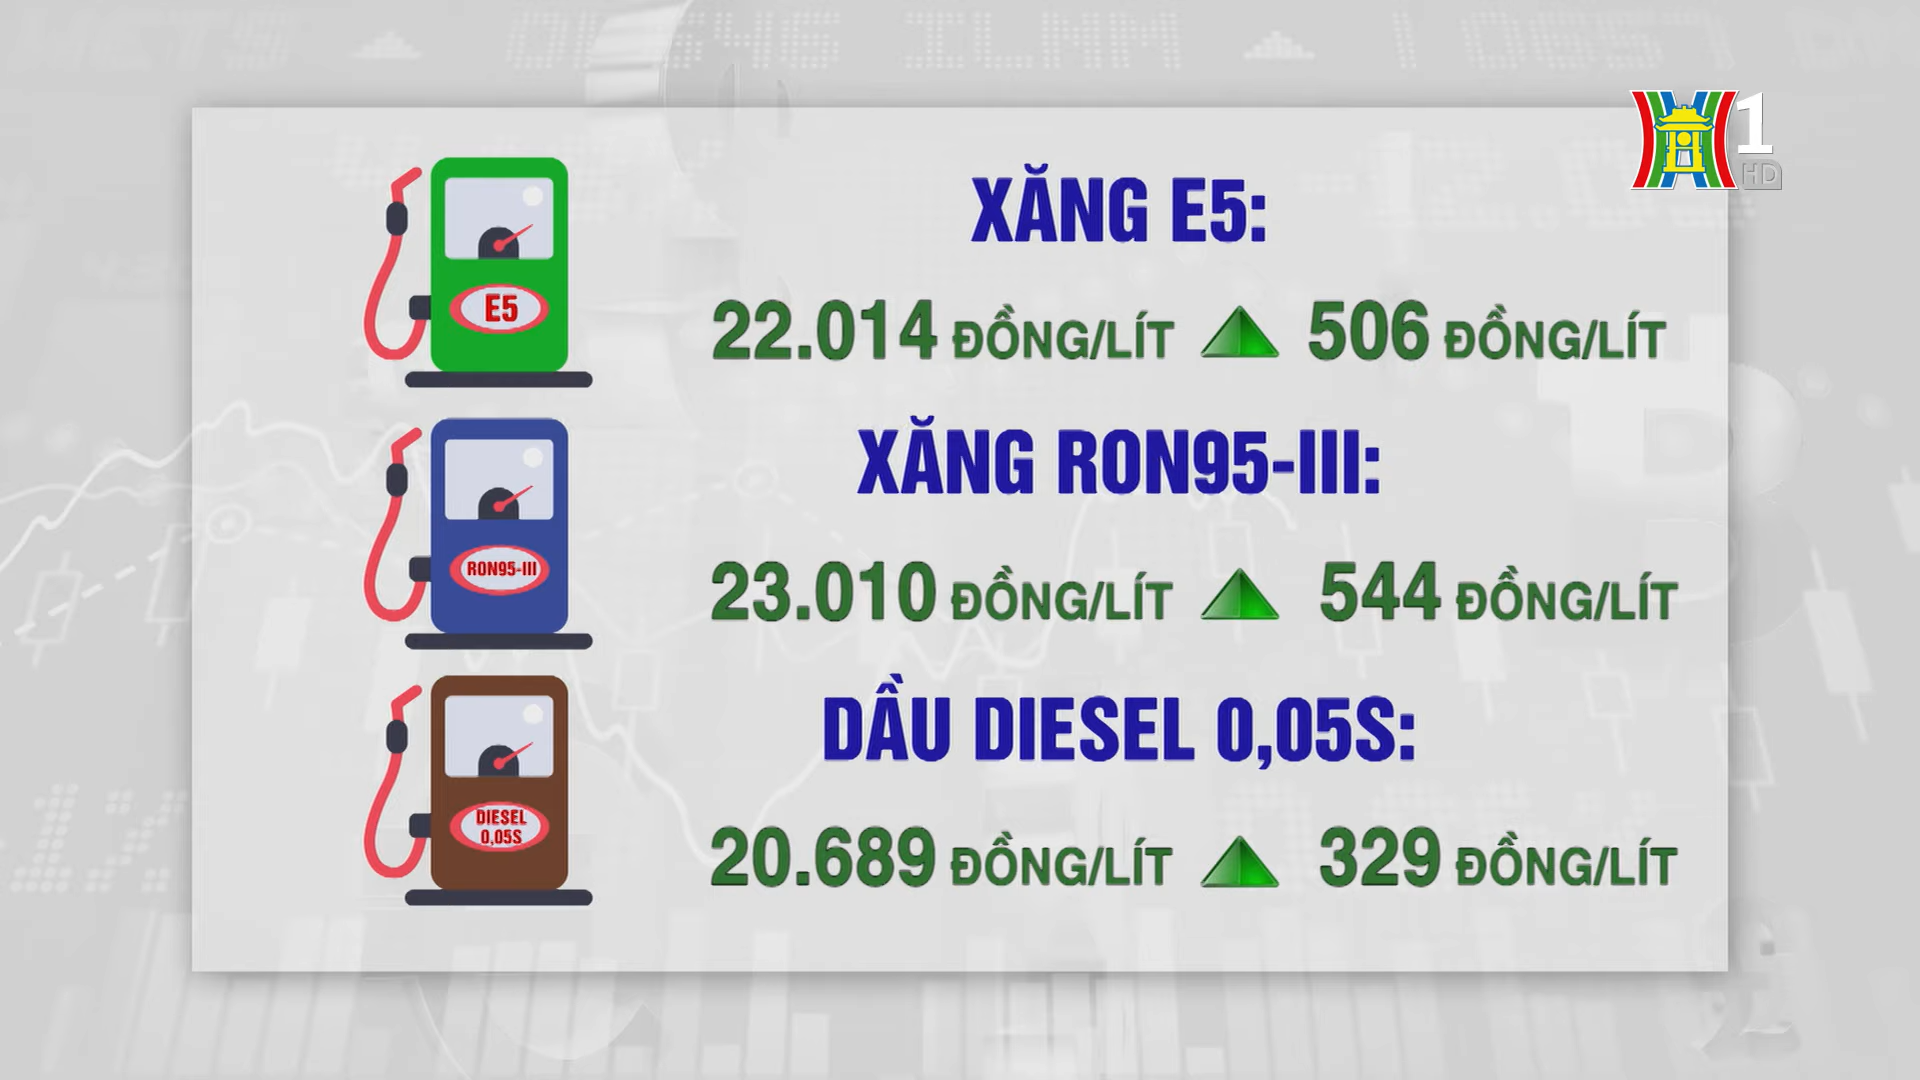 1
HD
XĂNG E5:
E5
22.014 ĐỒNG/LÍT 506 ĐỒNG/LÍT
XĂNG RON95-III:
RON95-III
23.010 ĐỒNG/LÍT 544 ĐỒNG/LÍT
DẦU DIESEL 0,05S:
DIESEL
0,05S
20.689 ĐỒNG/LÍT 329 ĐỒNG/LÍT